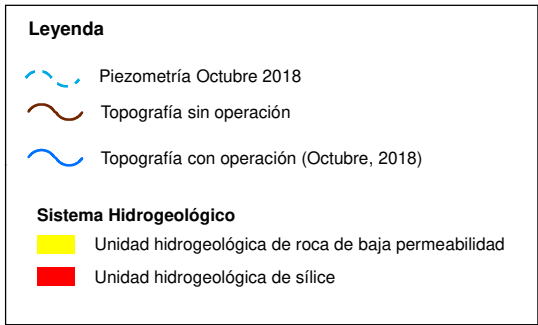 Leyenda
Piezometría Octubre 2018
Topografía sin operación
Topografía con operación (Octubre, 2018)
Sistema Hidrogeológico
Unidad hidrogeológica de roca de baja permeabilidad
Unidad hidrogeológica de sílice